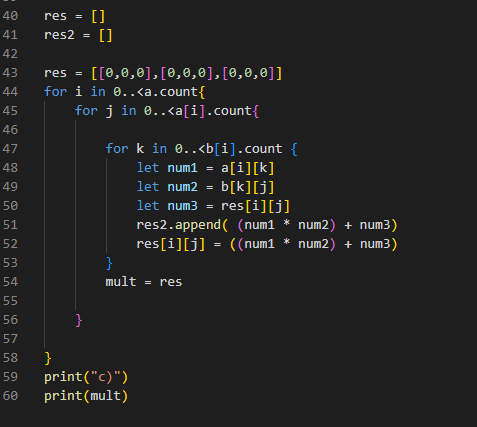 40 res = []
41 res2 = []
42
43 res = [[0,0,0],[0,0,0],[0,0,0]]
44 for i in 0..<a.count{
45     for j in 0..<a[i].count{
46
47         for k in 0..<b[i].count {
48             let num1 = a[i][k]
49             let num2 = b[k][j]
50             let num3 = res[i][j]
51             res2.append( (num1 * num2) + num3)
52             res[i][j] = ((num1 * num2) + num3)
53         }
54         mult = res
55
56     }
57
58 }
59 print("c)")
60 print(mult)